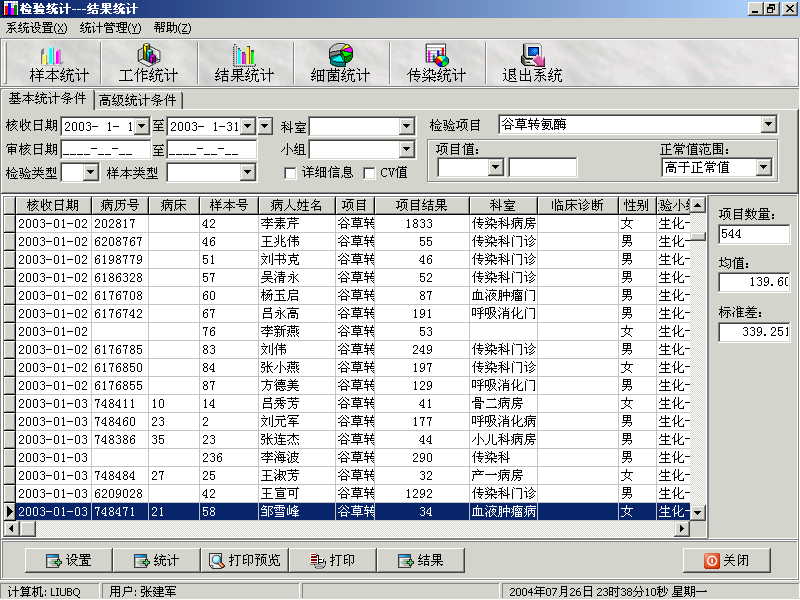 检验统计---结果统计
系统设置(X) 统计管理(Y) 帮助(Z)
样本统计 工作统计 结果统计 细菌统计 传染统计 退出系统
基本统计条件 高级统计条件
核收日期 2003- 1- 1 至 2003- 1-31 科室 检验项目 谷草转氨酶
审核日期 ____-__-__ 至 ____-__-__ 小组 项目值: 正常值范围:
检验类型 样本类型 详细信息 CV值 高于正常值
核收日期 病历号 病床 样本号 病人姓名 项目 项目结果 科室 临床诊断 性别 验小组
2003-01-02 202817 42 李素芹 谷草转 1833 传染科病房 女 生化-
2003-01-02 6208767 46 王兆伟 谷草转 55 传染科门诊 男 生化-
2003-01-02 6198779 51 刘书克 谷草转 46 传染科门诊 男 生化-
2003-01-02 6186328 57 吴清永 谷草转 52 传染科门诊 男 生化-
2003-01-02 6176708 60 杨玉启 谷草转 87 血液肿瘤门 男 生化-
2003-01-02 6176742 67 吕永高 谷草转 191 呼吸消化门 男 生化-
2003-01-02 76 李新燕 谷草转 53 女 生化-
2003-01-02 6176785 83 刘伟 谷草转 249 传染科门诊 男 生化-
2003-01-02 6176850 84 张小燕 谷草转 197 传染科门诊 女 生化-
2003-01-02 6176855 87 方德美 谷草转 129 呼吸消化门 男 生化-
2003-01-03 748411 10 14 吕秀芳 谷草转 41 骨二病房 女 生化-
2003-01-03 748460 23 2 刘元军 谷草转 177 呼吸消化病 男 生化-
2003-01-03 748386 35 23 张连杰 谷草转 44 小儿科病房 男 生化-
2003-01-03 236 李海波 谷草转 290 传染科 男 生化-
2003-01-03 748484 27 25 王淑芳 谷草转 32 产一病房 女 生化-
2003-01-03 6209028 42 王宣可 谷草转 1292 传染科门诊 男 生化-
2003-01-03 748471 21 58 邹雪峰 谷草转 34 血液肿瘤病 女 生化-
项目数量:
544
均值:
139.60
标准差:
339.251
设置 统计 打印预览 打印 结果 关闭
计算机: LIUBQ 用户: 张建军 2004年07月26日 23时38分10秒 星期一